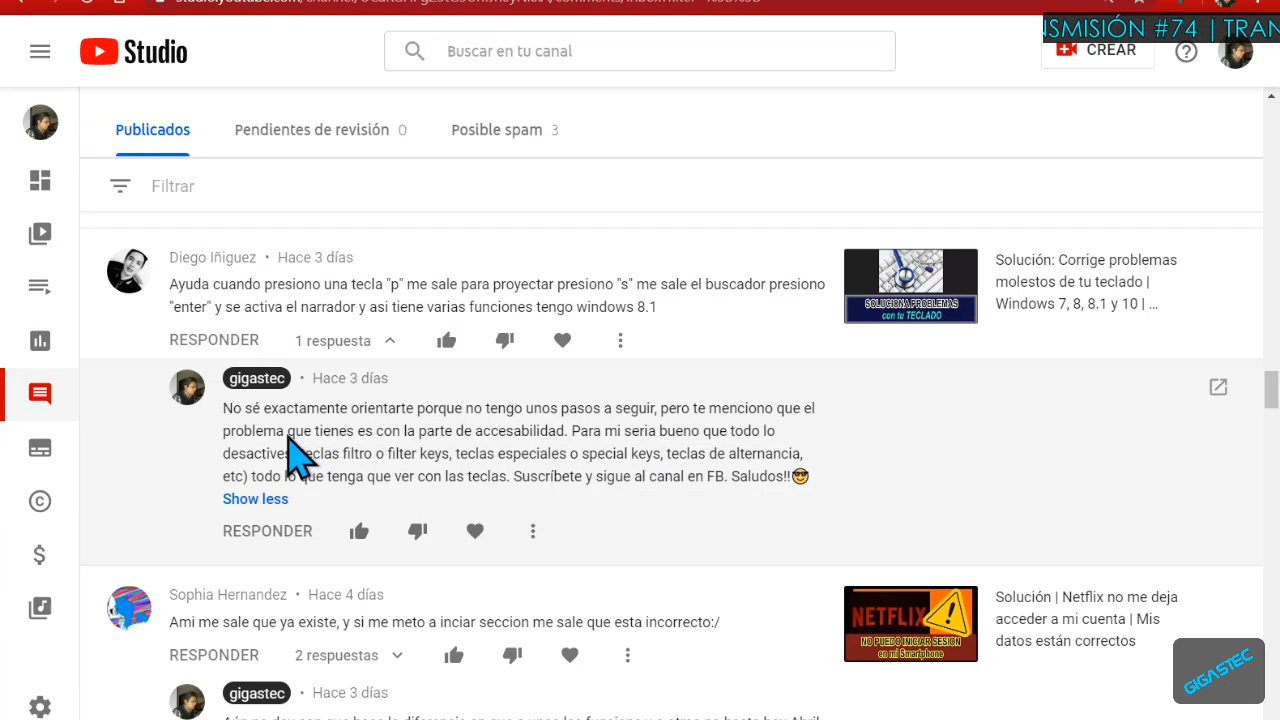 NSMISIÓN #74 | TRAN
Studio
Buscar en tu canal
CREAR
Publicados
Pendientes de revisión 0
Posible spam 3
Filtrar
Diego Iñiguez • Hace 3 días
Ayuda cuando presiono una tecla "p" me sale para proyectar presiono "s" me sale el buscador presiono
"enter" y se activa el narrador y asi tiene varias funciones tengo windows 8.1
RESPONDER
1 respuesta
SOLUCIONA PROBLEMAS
con tu TECLADO
Solución: Corrige problemas
molestos de tu teclado |
Windows 7, 8, 8.1 y 10 | ...
gigastec • Hace 3 días
No sé exactamente orientarte porque no tengo unos pasos a seguir, pero te menciono que el
problema que tienes es con la parte de accesabilidad. Para mi seria bueno que todo lo
desactives teclas filtro o filter keys, teclas especiales o special keys, teclas de alternancia,
etc) todo lo que tenga que ver con las teclas. Suscríbete y sigue al canal en FB. Saludos!!😎
Show less
RESPONDER
Sophia Hernandez • Hace 4 días
Ami me sale que ya existe, y si me meto a inciar seccion me sale que esta incorrecto:/
RESPONDER
2 respuestas
NETFLIX
NO PUEDO INICIAR SESIÓN
en mi Smartphone
Solución | Netflix no me deja
acceder a mi cuenta | Mis
datos están correctos
GIGASTEC
gigastec • Hace 3 días